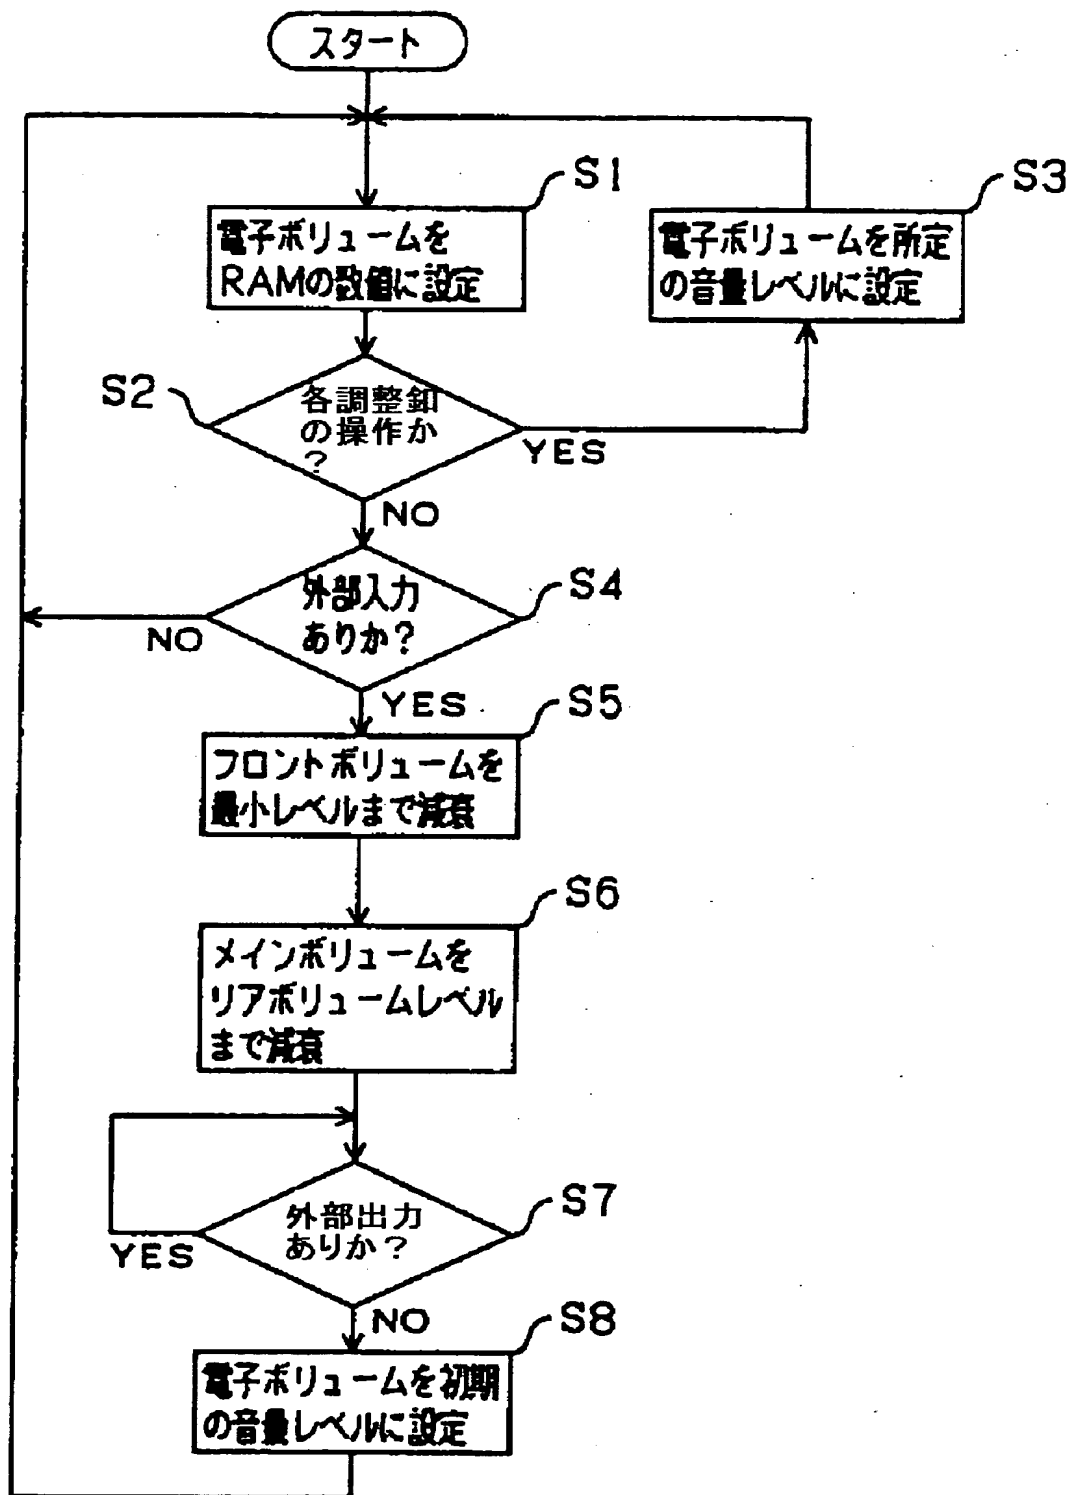 スタート
S1
電子ボリュームを
RAMの数値に設定
S3
電子ボリュームを所定
の音量レベルに設定
S2
各調整釦
の操作か
?
YES
NO
S4
外部入力
ありか?
NO
YES
S5
フロントボリュームを
最小レベルまで減衰
S6
メインボリュームを
リアボリュームレベル
まで減衰
S7
外部出力
ありか?
YES
NO
S8
電子ボリュームを初期
の音量レベルに設定